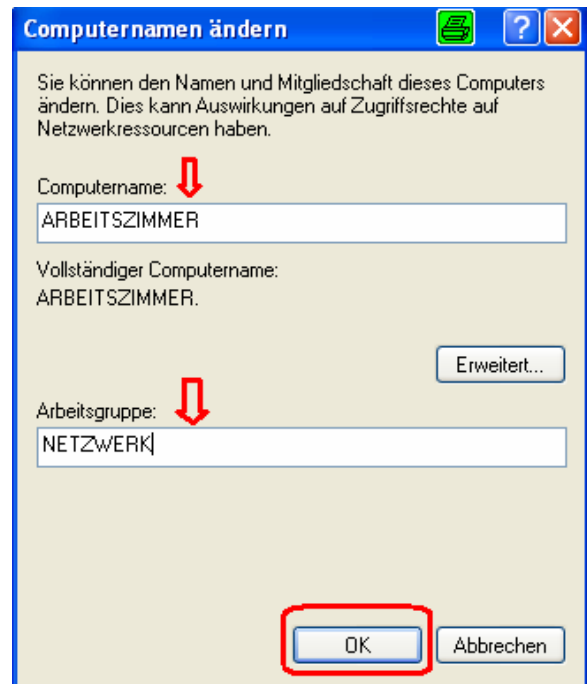 Computernamen ändern
Sie können den Namen und Mitgliedschaft dieses Computers
ändern. Dies kann Auswirkungen auf Zugriffsrechte auf
Netzwerkressourcen haben.
Computername:
ARBEITSZIMMER
Vollständiger Computername:
ARBEITSZIMMER.
Erweitert...
Arbeitsgruppe:
NETZWERK
OK Abbrechen